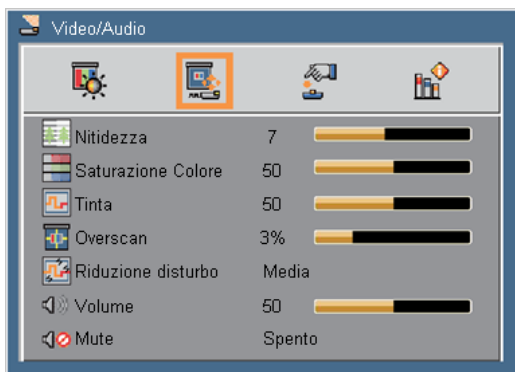 Video/Audio
Nitidezza 7
Saturazione Colore 50
Tinta 50
Overscan 3%
Riduzione disturbo Media
Volume 50
Mute Spento